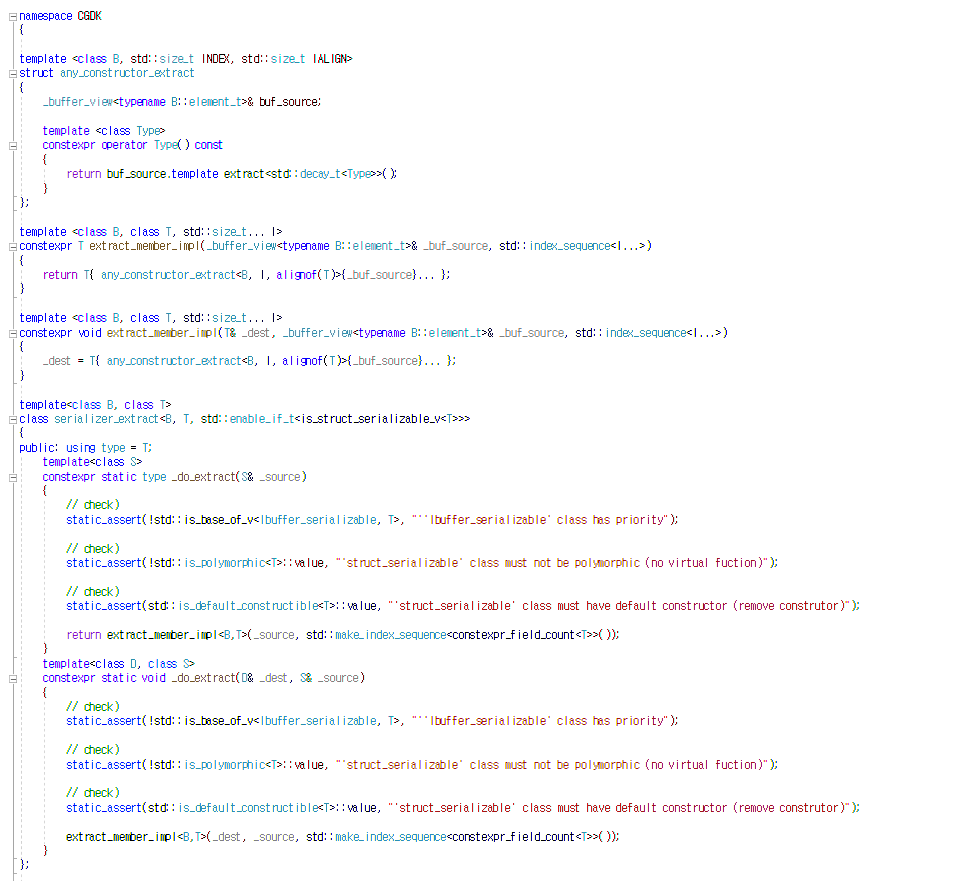 namespace CGDK
{
template <class B, std::size_t INDEX, std::size_t IALIGN>
struct any_constructor_extract
{
    _buffer_view<typename B::element_t>& buf_source;
    template <class Type>
    constexpr operator Type() const
    {
        return buf_source.template extract<std::decay_t<Type>>();
    }
};
template <class B, class T, std::size_t... I>
constexpr T extract_member_impl(_buffer_view<typename B::element_t>& _buf_source, std::index_sequence<I...>)
{
    return T{ any_constructor_extract<B, I, alignof(T)>{_buf_source}... };
}
template <class B, class T, std::size_t... I>
constexpr void extract_member_impl(T& _dest, _buffer_view<typename B::element_t>& _buf_source, std::index_sequence<I...>)
{
    _dest = T{ any_constructor_extract<B, I, alignof(T)>{_buf_source}... };
}
template<class B, class T>
class serializer_extract<B, T, std::enable_if_t<is_struct_serializable_v<T>>>
{
public: using type = T;
    template<class S>
    constexpr static type _do_extract(S& _source)
    {
        // check)
        static_assert(!std::is_base_of_v<Ibuffer_serializable, T>, "``Ibuffer_serializable' class has priority");
        // check)
        static_assert(!std::is_polymorphic<T>::value, "'struct_serializable' class must not be polymorphic (no virtual fuction)");
        // check)
        static_assert(std::is_default_constructible<T>::value, "'struct_serializable' class must have default constructor (remove construtor)");
        return extract_member_impl<B,T>(_source, std::make_index_sequence<constexpr_field_count<T>>());
    }
    template<class D, class S>
    constexpr static void _do_extract(D& _dest, S& _source)
    {
        // check)
        static_assert(!std::is_base_of_v<Ibuffer_serializable, T>, "``Ibuffer_serializable' class has priority");
        // check)
        static_assert(!std::is_polymorphic<T>::value, "'struct_serializable' class must not be polymorphic (no virtual fuction)");
        // check)
        static_assert(std::is_default_constructible<T>::value, "'struct_serializable' class must have default constructor (remove construtor)");
        extract_member_impl<B,T>(_dest, _source, std::make_index_sequence<constexpr_field_count<T>>());
    }
};